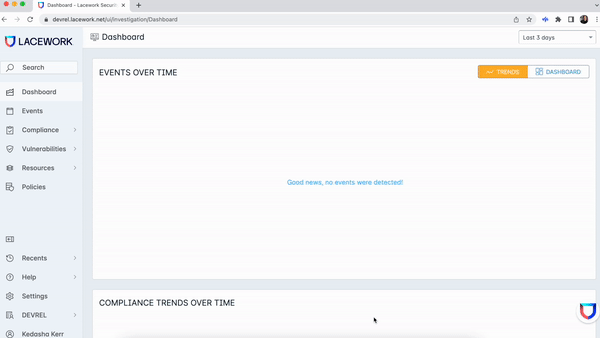 Dashboard - Lacework Securi
devrel.lacework.net/ui/investigation/Dashboard
LACEWORK
Dashboard
Last 3 days
Search
EVENTS OVER TIME
TRENDS
DASHBOARD
Dashboard
Events
Compliance
Vulnerabilities
Resources
Policies
Good news, no events were detected!
Recents
Help
Settings
DEVREL
Kedasha Kerr
COMPLIANCE TRENDS OVER TIME